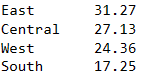 East 31.27
Central 27.13
West 24.36
South 17.25